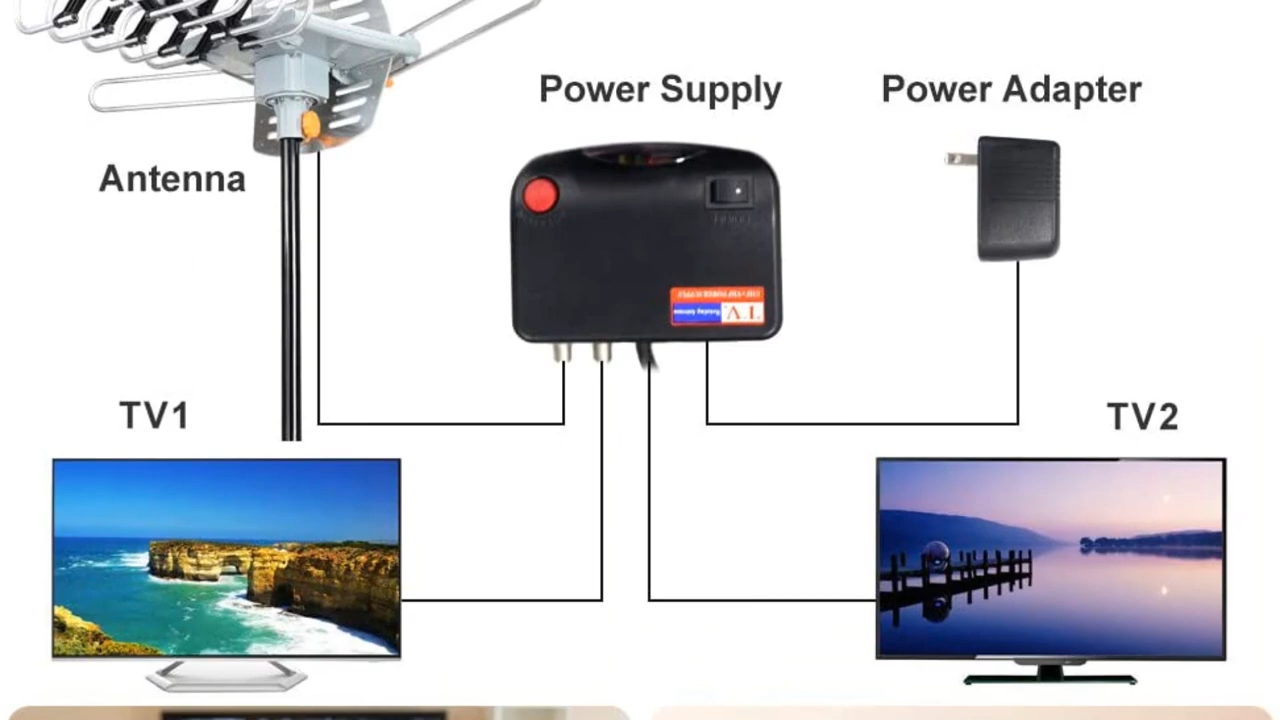 Power Supply
Power Adapter
Antenna
TV1
TV2
T.V.